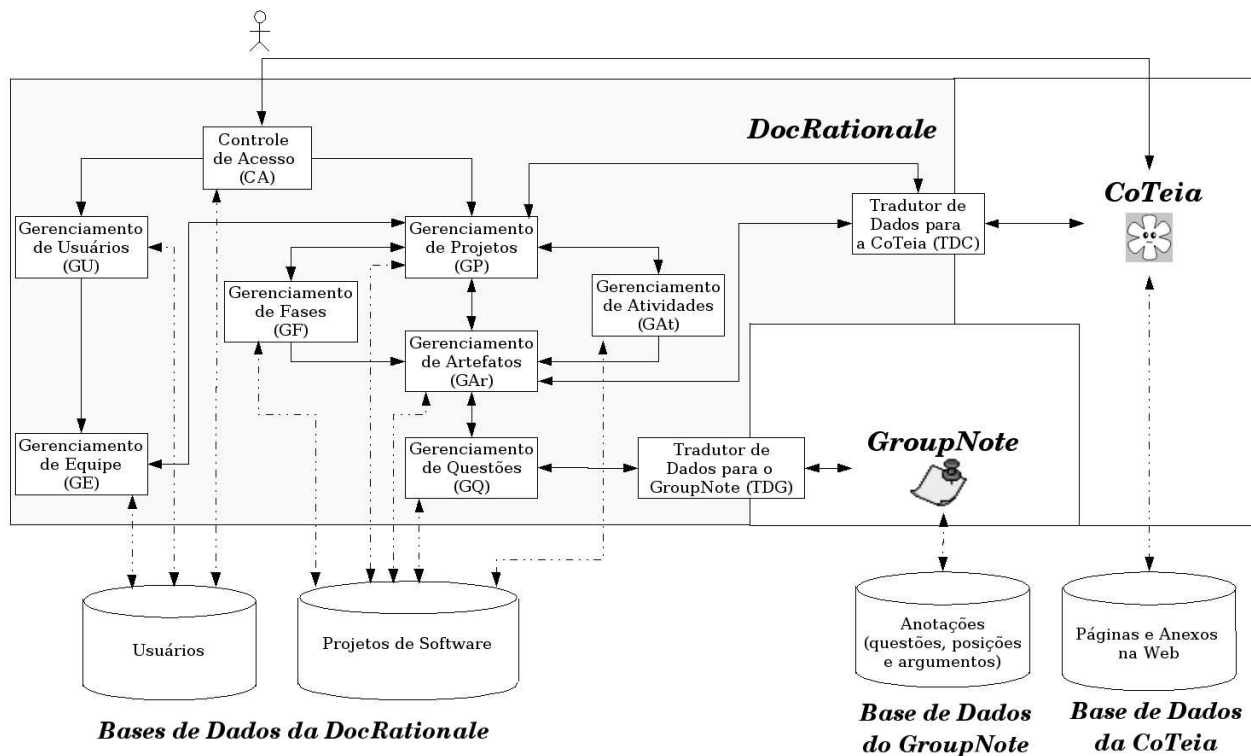 Controle
de Acesso
(CA)
DocRationale
CoTeia
Gerenciamento
de Usuários
(GU)
Gerenciamento
de Projetos
(GP)
Tradutor de
Dados para
a CoTeia (TDC)
Gerenciamento
de Fases
(GF)
Gerenciamento
de Atividades
(GAt)
Gerenciamento
de Artefatos
(GAr)
Gerenciamento
de Equipe
(GE)
Gerenciamento
de Questões
(GQ)
Tradutor de
Dados para o
GroupNote (TDG)
GroupNote
Usuários
Projetos de Software
Anotações
(questões, posições
e argumentos)
Páginas e Anexos
na Web
Bases de Dados da DocRationale
Base de Dados
do GroupNote
Base de Dados
da CoTeia